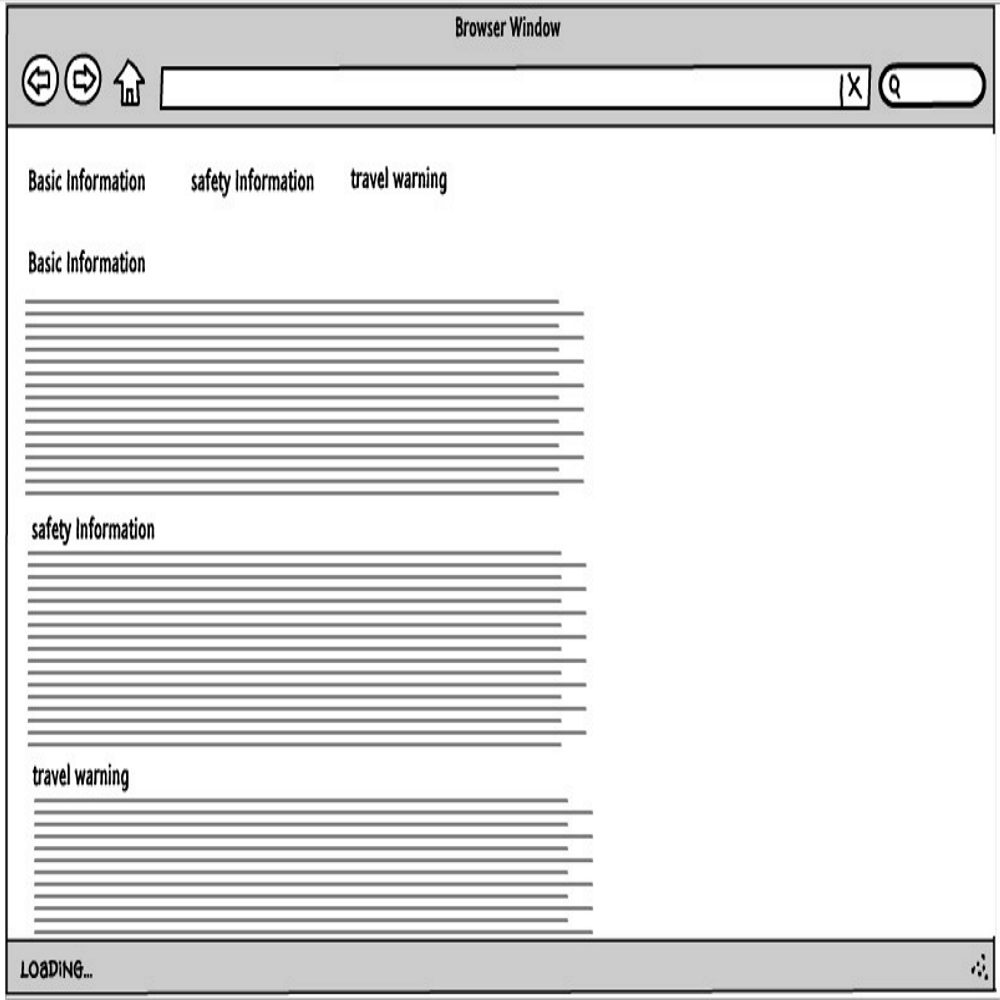 Browser Window
Basic Information safety Information travel warning
Basic Information
safety Information
travel warning
LOADING...